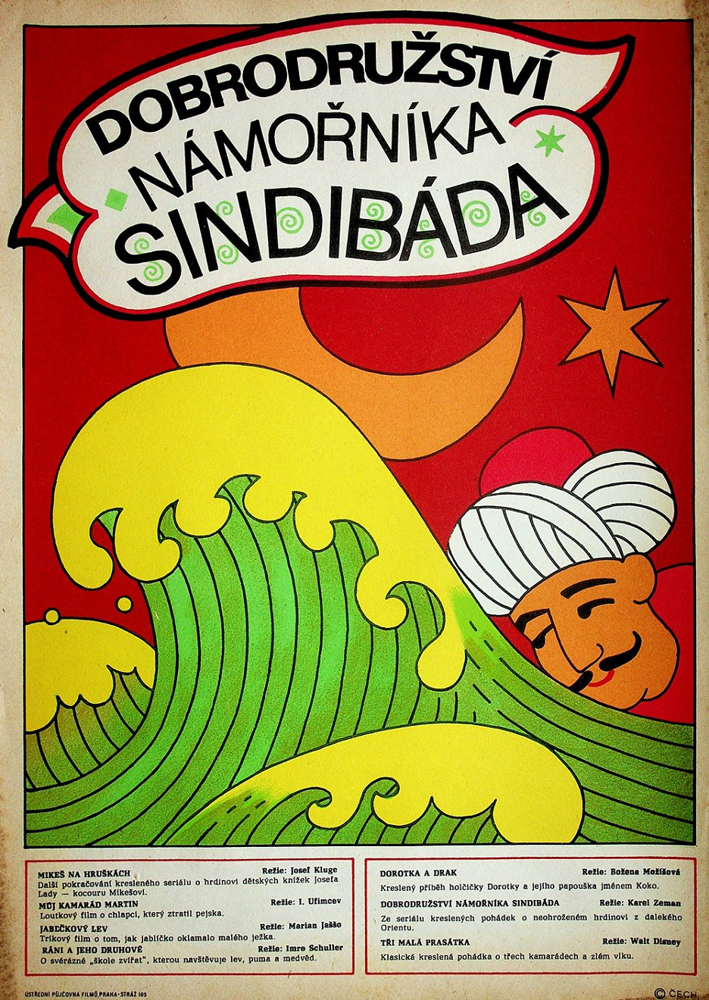 DOBRODRUŽSTVÍ
NÁMOŘNÍKA
SINDIBÁDA
MIKEŠ NA HRUŠKÁCH Režie: Josef Kluge
Další pokračování kresleného seriálu o hrdinovi dětských knížek Josefa
Lady — kocouru Mikešovi.
MŮJ KAMARÁD MARTIN Režie: I. Ufimcev
Loutkový film o chlapci, který ztratil pejska.
JABLČKOVÝ LEV Režie: Marian Jaššo
Trikový film o tom, jak jablíčko oklamalo malého ježka.
RÁNI A JEHO DRUHOVÉ Režie: Imre Schuller
O svérázné „škole zvířat", kterou navštěvuje lev, puma a medvěd.
DOROTKA A DRAK Režie: Božena Možíšová
Kreslený příběh holčičky Dorotky a jejího papouška jménem Koko.
DOBRODRUŽSTVÍ NÁMOŘNÍKA SINDIBÁDA Režie: Karel Zeman
Ze seriálu kreslených pohádek o neohroženém hrdinovi z dalekého
Orientu.
TŘI MALÁ PRASÁTKA Režie: Walt Disney
Klasická kreslená pohádka o třech kamarádech a zlém vlku.
ÚSTŘEDNÍ PŮJČOVNA FILMŮ, PRAHA - STRÁŽ 105
© ČECH